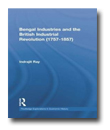 Bengal Industries and the
British Industrial
Revolution (1757–1857)
Indrajit Ray